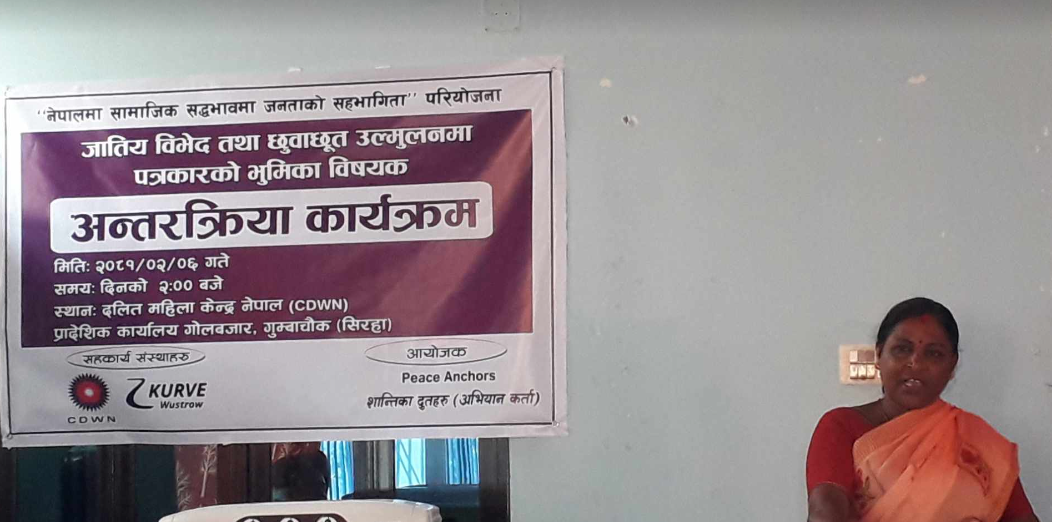 "नेपालमा सामाजिक सद्भावमा जनताको सहभागिता" परियोजना
जातिय विभेद तथा छुवाछूत उल्मुलनमा
पत्रकारको भुमिका विषयक
अन्तरक्रिया कार्यक्रम
मितिः २०८१/०२/०६ गते
समयः दिनको २:०० बजे
स्थानः दलित महिला केन्द्र नेपाल (CDWN)
प्रादेशिक कार्यालय गोलबजार, गुम्बाचौक (सिरहा)
सहकार्य संस्थाहरु
CDWN
KURVE
Wustrow
आयोजक
Peace Anchors
शान्तिका दुतहरु (अभियान कर्ता)